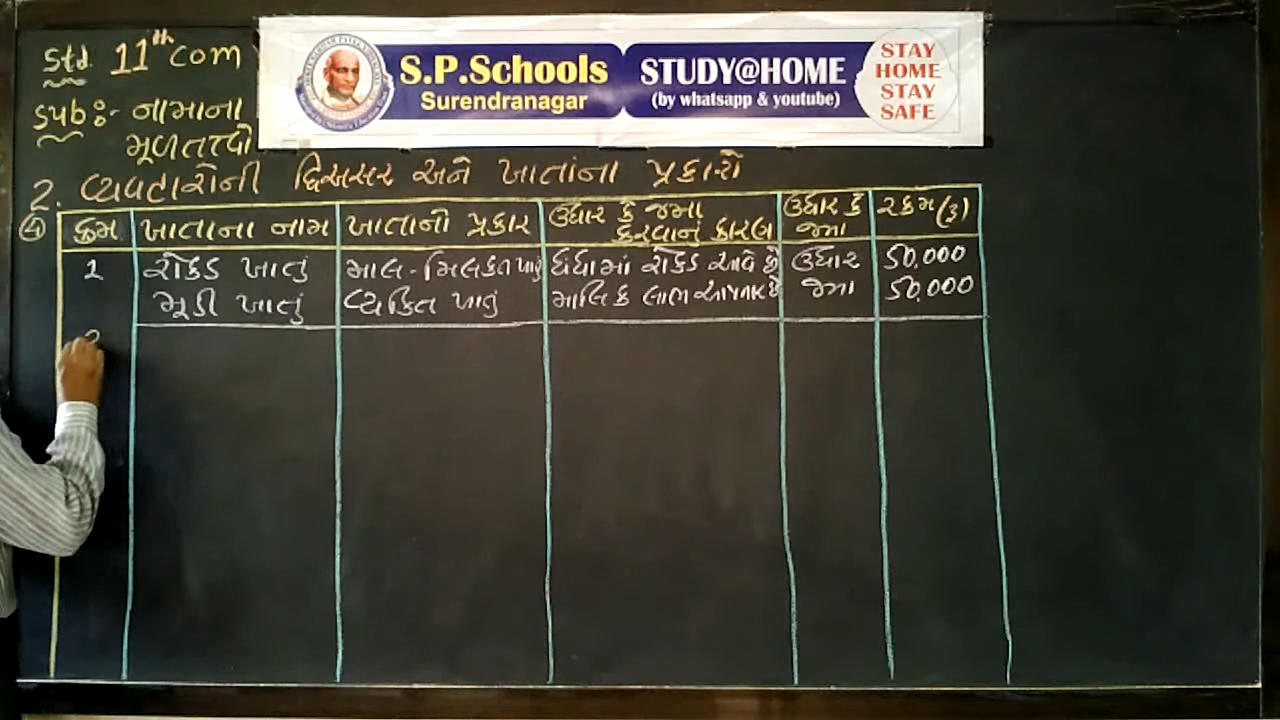 Std. 11th Com
Sub :- નામાના
મૂળતત્વો
S.P.Schools
Surendranagar
STUDY@HOME
(by whatsapp & youtube)
STAY
HOME
STAY
SAFE
2. વ્યવહારોની દ્વિઅસર અને ખાતાંના પ્રકારો
ક્રમ ખાતાના નામ ખાતાનો પ્રકાર ઉધાર કે જમા કરવાનું કારણ ઉધાર કે જમા રકમ (રૂ)
૧ રોકડ ખાતું માલ-મિલકત ખાતું ધંધામાં રોકડ આવે છે ઉધાર 50,000
મૂડી ખાતું વ્યક્તિ ખાતું માલિક લાભ આપનાર છે જમા 50,000